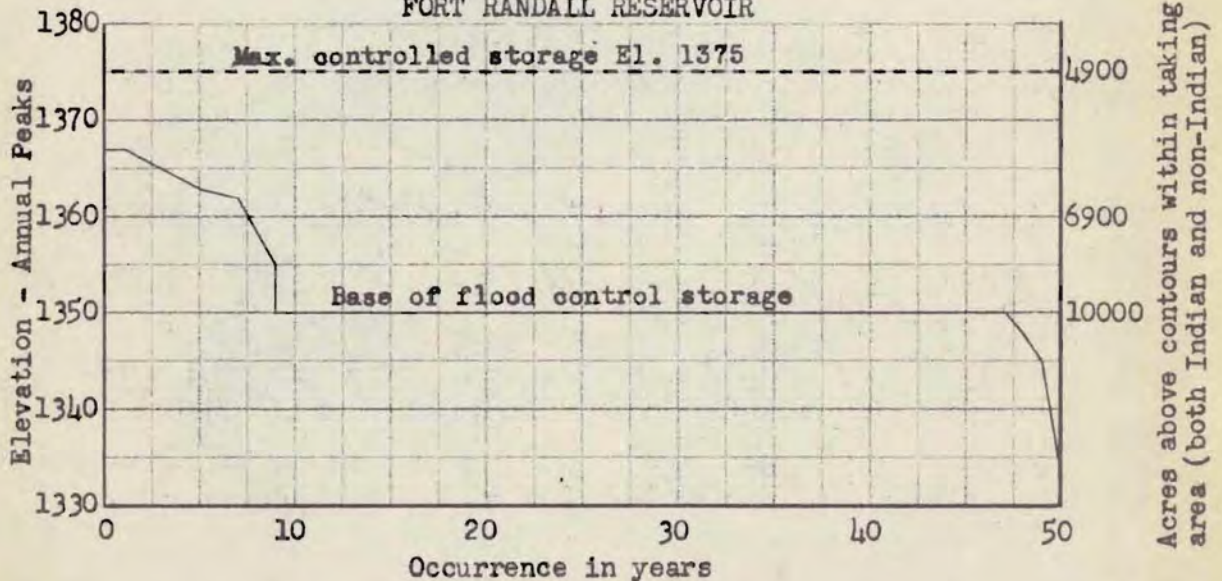 FORT RANDALL RESERVOIR
1380
Max. controlled storage El. 1375
4900
1370
1360
6900
Base of flood control storage
1350
10000
1340
1330
0
10
20
30
40
50
Occurrence in years
Elevation - Annual Peaks
Acres above contours within taking
area (both Indian and non-Indian)